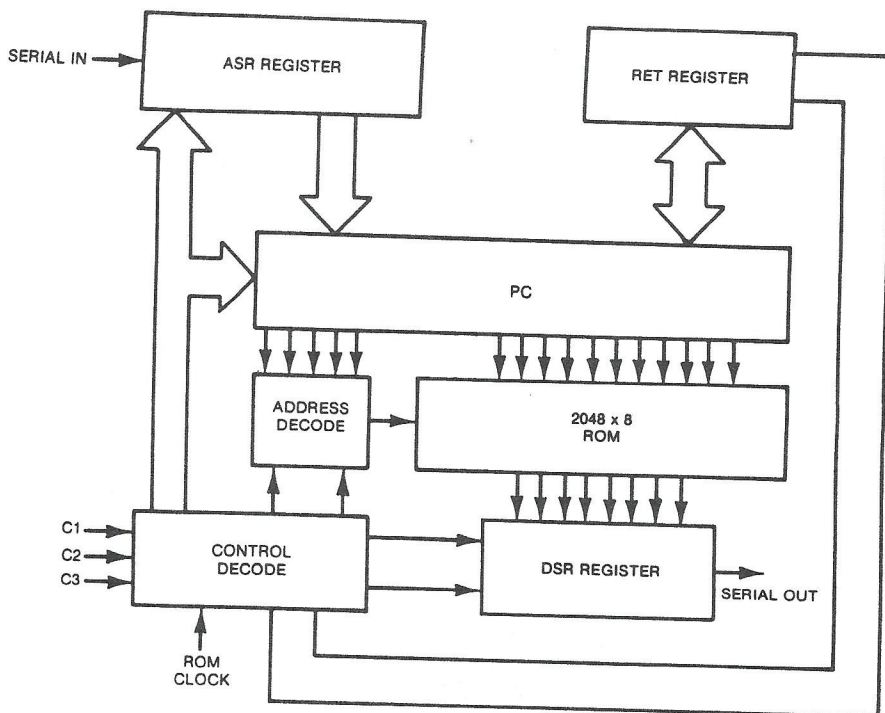 SERIAL IN
ASR REGISTER
RET REGISTER
PC
ADDRESS
DECODE
2048 x 8
ROM
C1
C2
C3
CONTROL
DECODE
DSR REGISTER
SERIAL OUT
ROM
CLOCK